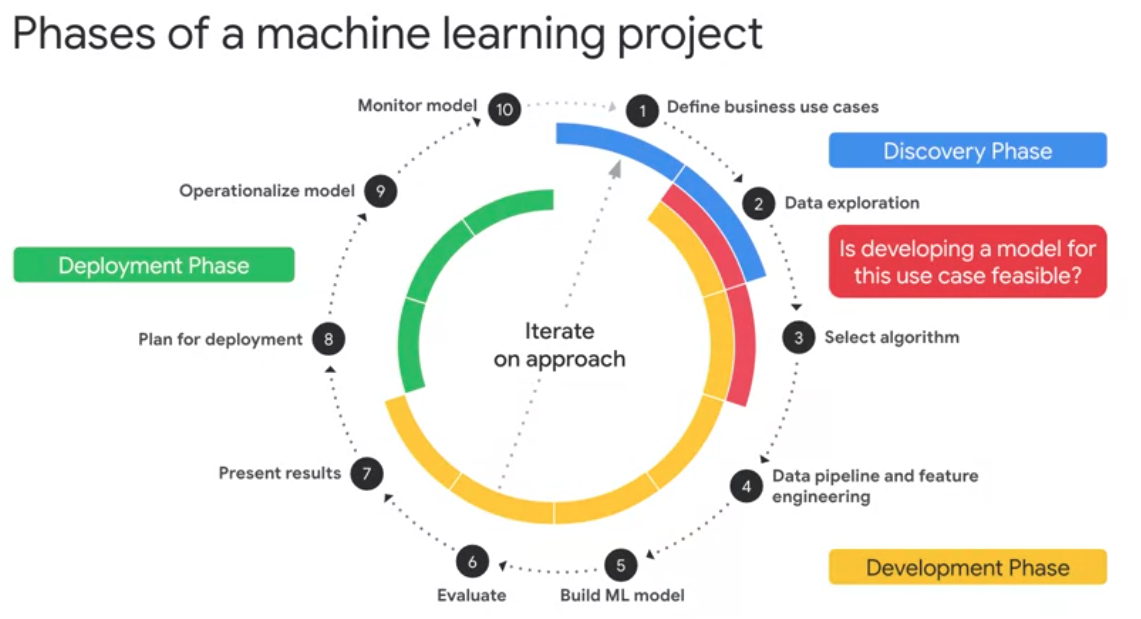 Phases of a machine learning project
Monitor model
10
1
Define business use cases
Discovery Phase
Operationalize model
9
2
Data exploration
Is developing a model for
this use case feasible?
Deployment Phase
Iterate
on approach
Plan for deployment
8
3
Select algorithm
Present results
7
4
Data pipeline and feature
engineering
6
Evaluate
5
Build ML model
Development Phase